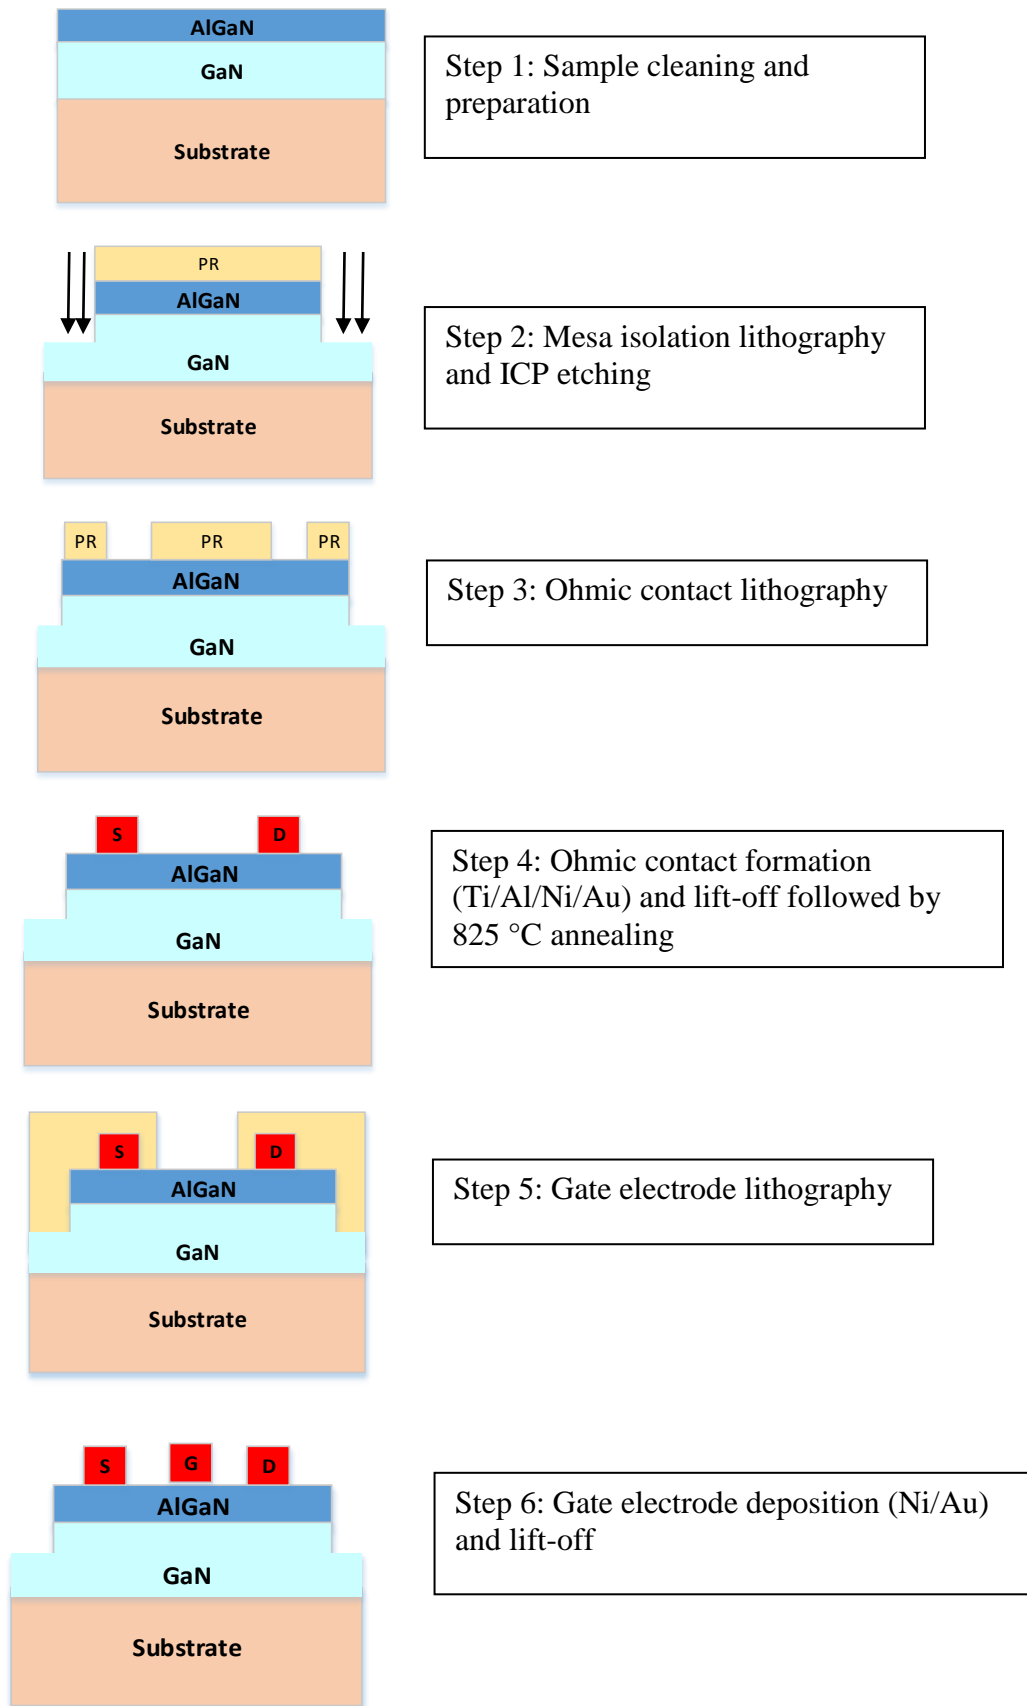 AlGaN
GaN
Substrate
Step 1: Sample cleaning and
preparation
PR
AlGaN
GaN
Substrate
Step 2: Mesa isolation lithography
and ICP etching
PR PR PR
AlGaN
GaN
Substrate
Step 3: Ohmic contact lithography
S D
AlGaN
GaN
Substrate
Step 4: Ohmic contact formation
(Ti/Al/Ni/Au) and lift-off followed by
825 °C annealing
S D
AlGaN
GaN
Substrate
Step 5: Gate electrode lithography
S G D
AlGaN
GaN
Substrate
Step 6: Gate electrode deposition (Ni/Au)
and lift-off